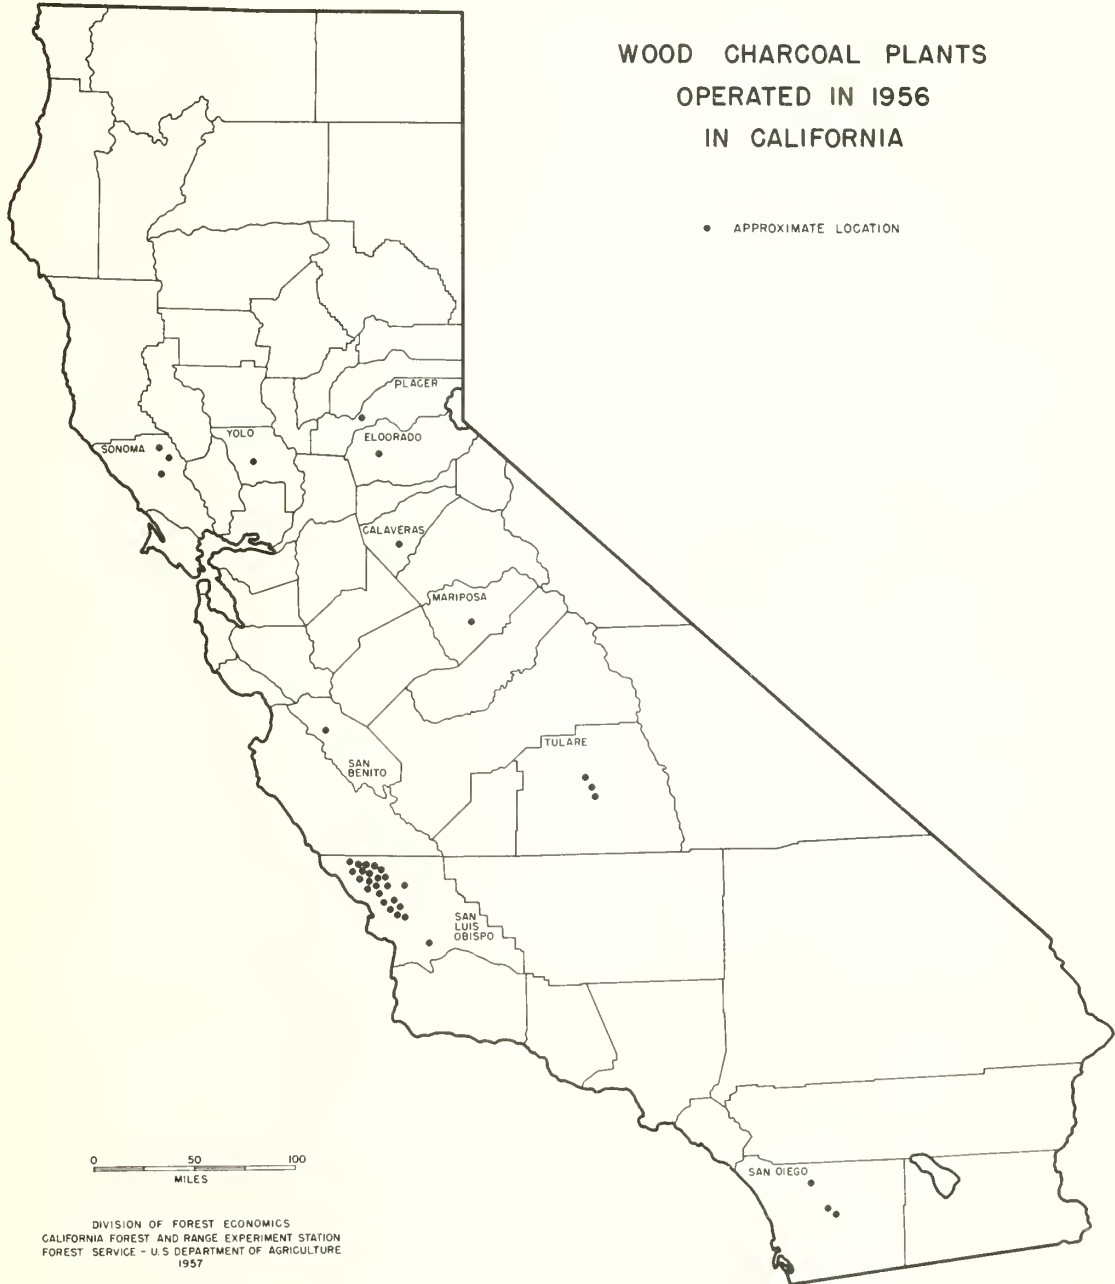 WOOD CHARCOAL PLANTS
OPERATED IN 1956
IN CALIFORNIA
APPROXIMATE LOCATION
PLACER
YOLO
ELDORADO
SONOMA
CALAVERAS
MARIPOSA
TULARE
SAN
BENITO
SAN
LUIS
OBISPO
SAN DIEGO
0 50 100
MILES
DIVISION OF FOREST ECONOMICS
CALIFORNIA FOREST AND RANGE EXPERIMENT STATION
FOREST SERVICE - U.S DEPARTMENT OF AGRICULTURE
1957